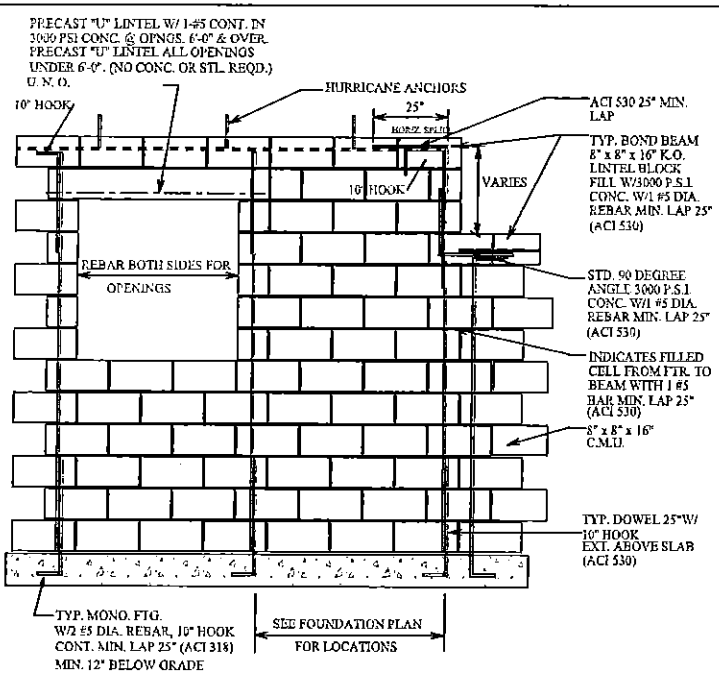 PRECAST "U" LINTEL W/ 1-#5 CONT. IN
3000 PSI CONC. @ OPNGS. 6'-0" & OVER.
PRECAST "U" LINTEL ALL OPENINGS
UNDER 6'-0". (NO CONC. OR STL. REQD.)
U. N. O.
10" HOOK
HURRICANE ANCHORS
25"
HORIZ. SPLICE
10" HOOK
VARIES
ACI 530 25" MIN.
LAP
TYP. BOND BEAM
8" x 8" x 16" K.O.
LINTEL BLOCK
FILL W/3000 P.S.I.
CONC. W/1 #5 DIA.
REBAR MIN. LAP 25"
(ACI 530)
REBAR BOTH SIDES FOR
OPENINGS
STD. 90 DEGREE
ANGLE 3000 P.S.I.
CONC. W/1 #5 DIA.
REBAR MIN. LAP 25"
(ACI 530)
INDICATES FILLED
CELL FROM FTR. TO
BEAM WITH 1 #5
BAR MIN. LAP 25"
(ACI 530)
8" x 8" x 16"
C.M.U.
TYP. DOWEL 25"W/
10" HOOK
EXT. ABOVE SLAB
(ACI 530)
TYP. MONO. FTG.
W/2 #5 DIA. REBAR, 10" HOOK
CONT. MIN. LAP 25" (ACI 318)
MIN. 12" BELOW GRADE
SEE FOUNDATION PLAN
FOR LOCATIONS